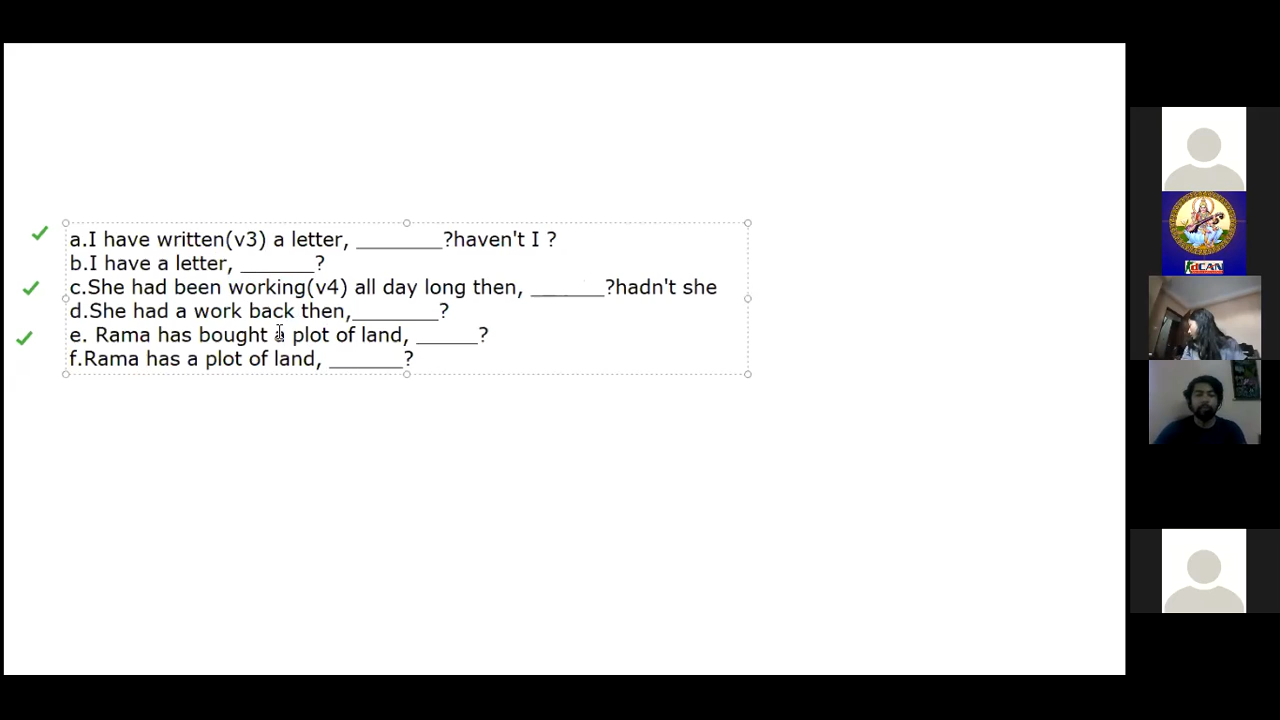 a.I have written(v3) a letter, ________?haven't I ?
b.I have a letter, _______?
c.She had been working(v4) all day long then, _______?hadn't she
d.She had a work back then,________?
e. Rama has bought a plot of land, ______?
f.Rama has a plot of land, _______?